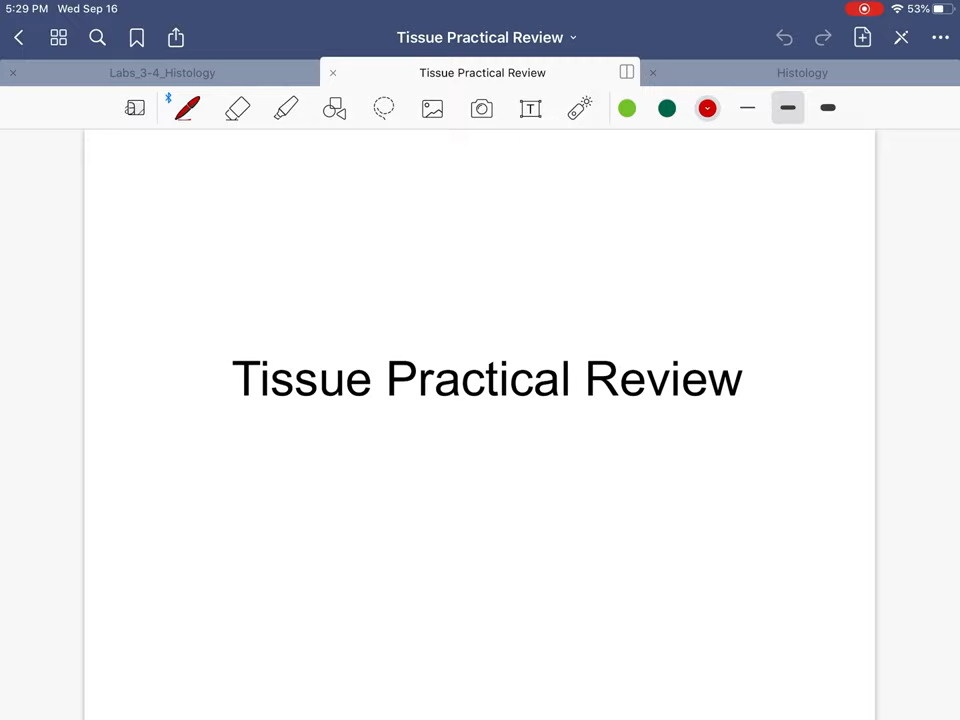 5:29 PM Wed Sep 16
53%
Tissue Practical Review
Labs_3-4_Histology
Tissue Practical Review
Histology
T
Tissue Practical Review